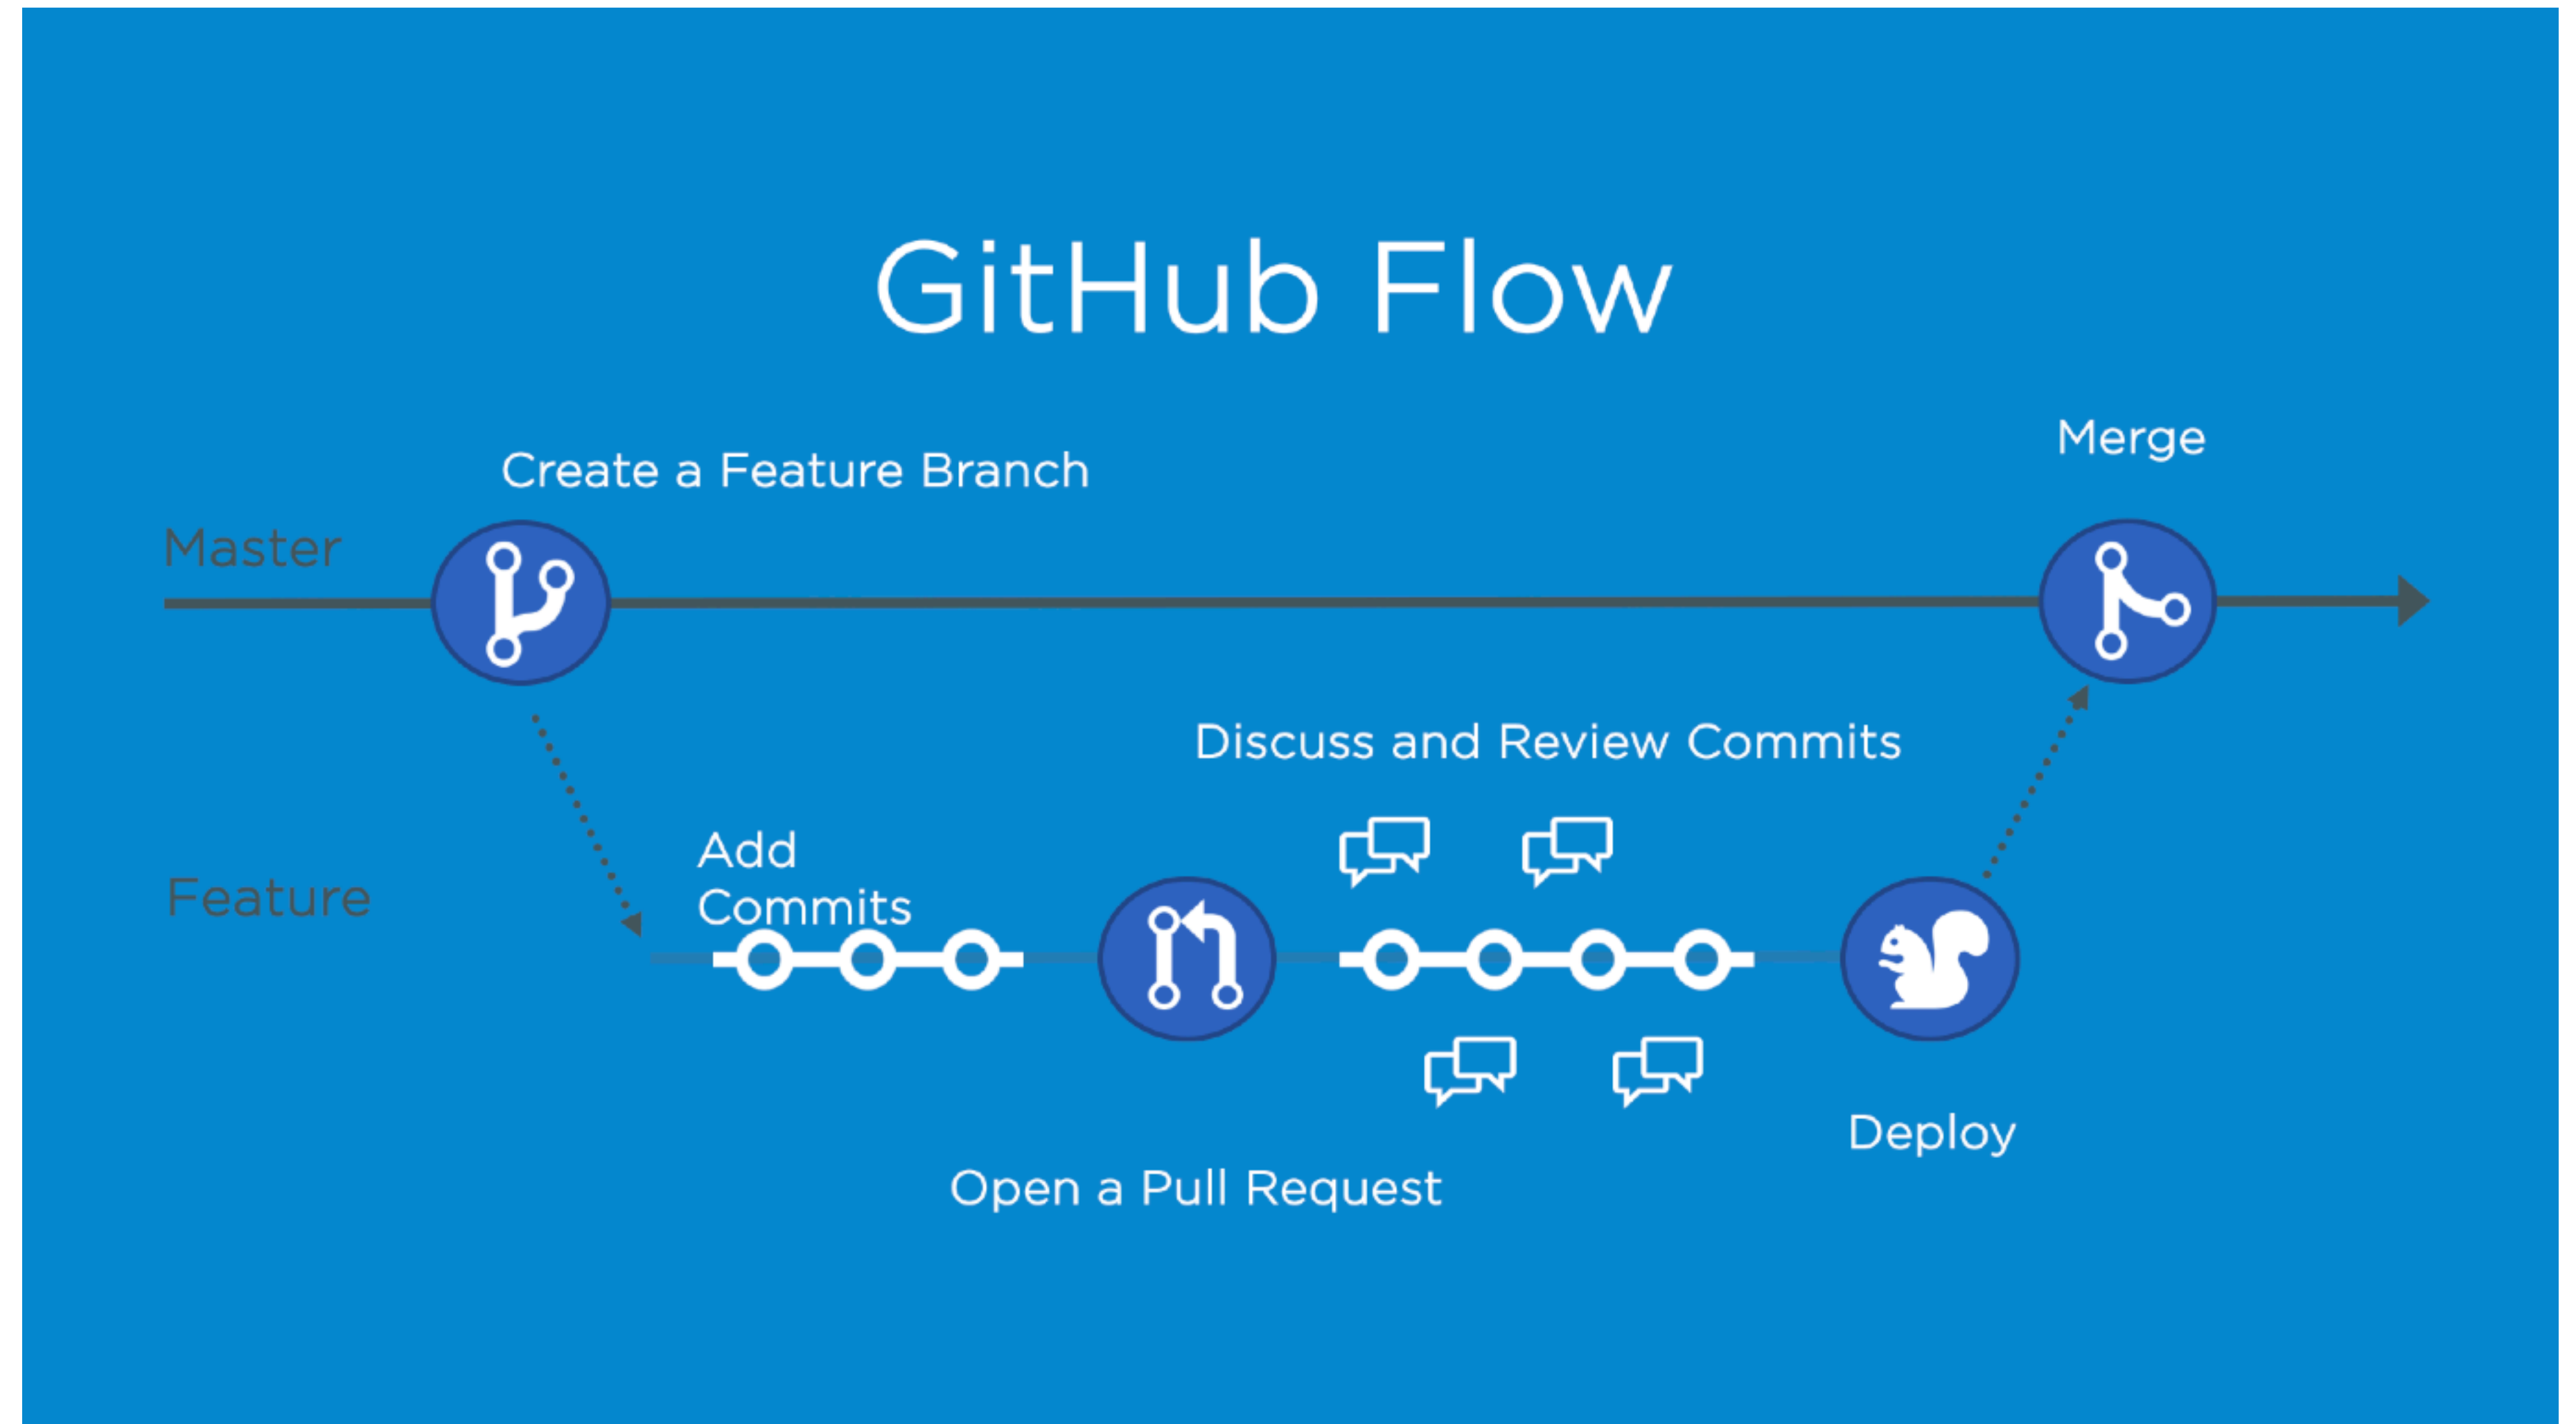 GitHub Flow
Create a Feature Branch
Merge
Master
Discuss and Review Commits
Add
Commits
Feature
Deploy
Open a Pull Request